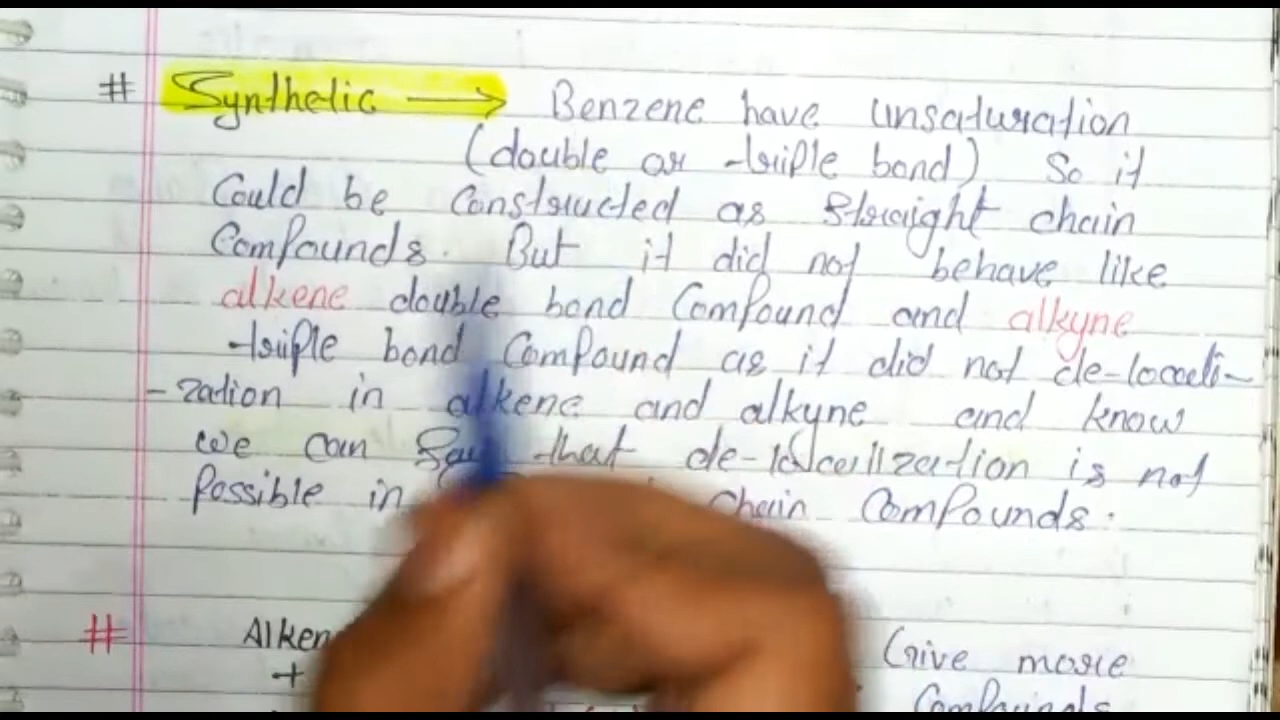 # Synthetic → Benzene have unsaturation
(double or triple bond) So it
Could be Constructed as straight chain
Compounds. But it did not behave like
alkene double bond Compound and alkyne
triple bond Compound as it did not de-locali-
-zation in alkene and alkyne and know
we can Say that de-localization is not
Possible in chain Compounds.
# Give more
+ Compounds